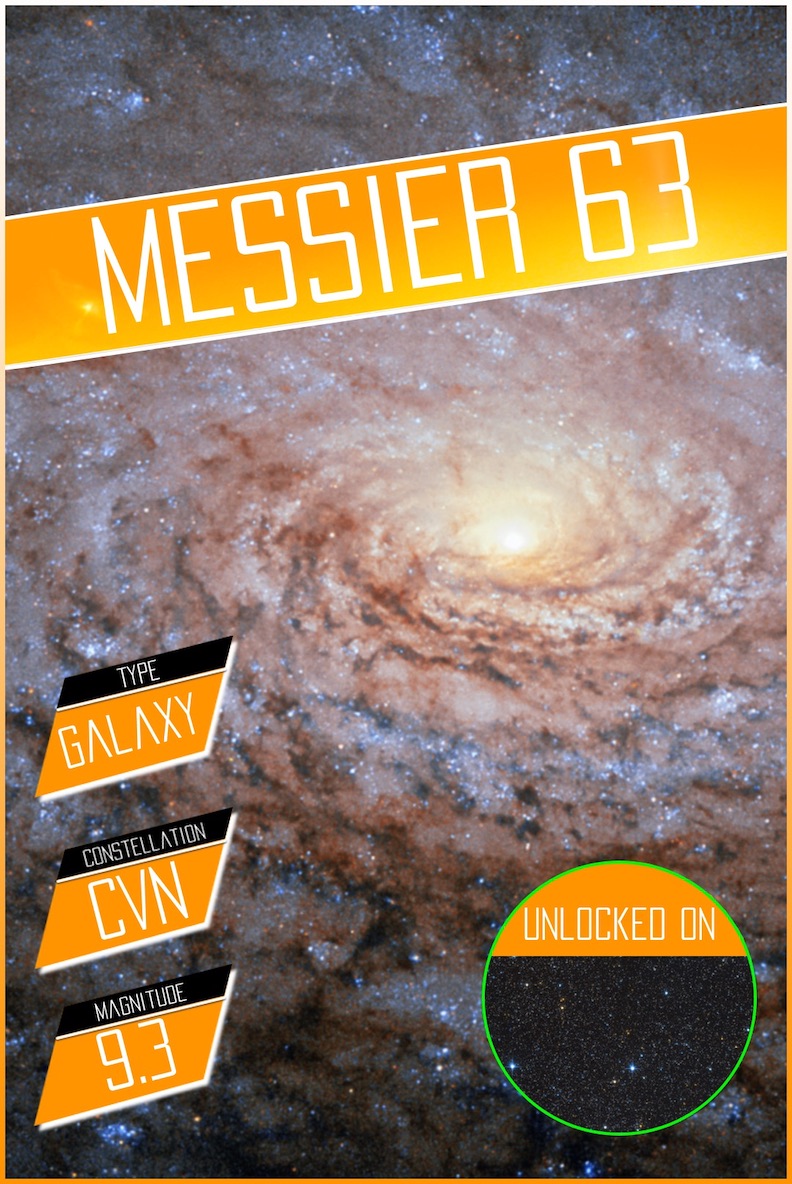 MESSIER 63
TYPE
GALAXY
CONSTELLATION
CVN
MAGNITUDE
9.3
UNLOCKED ON